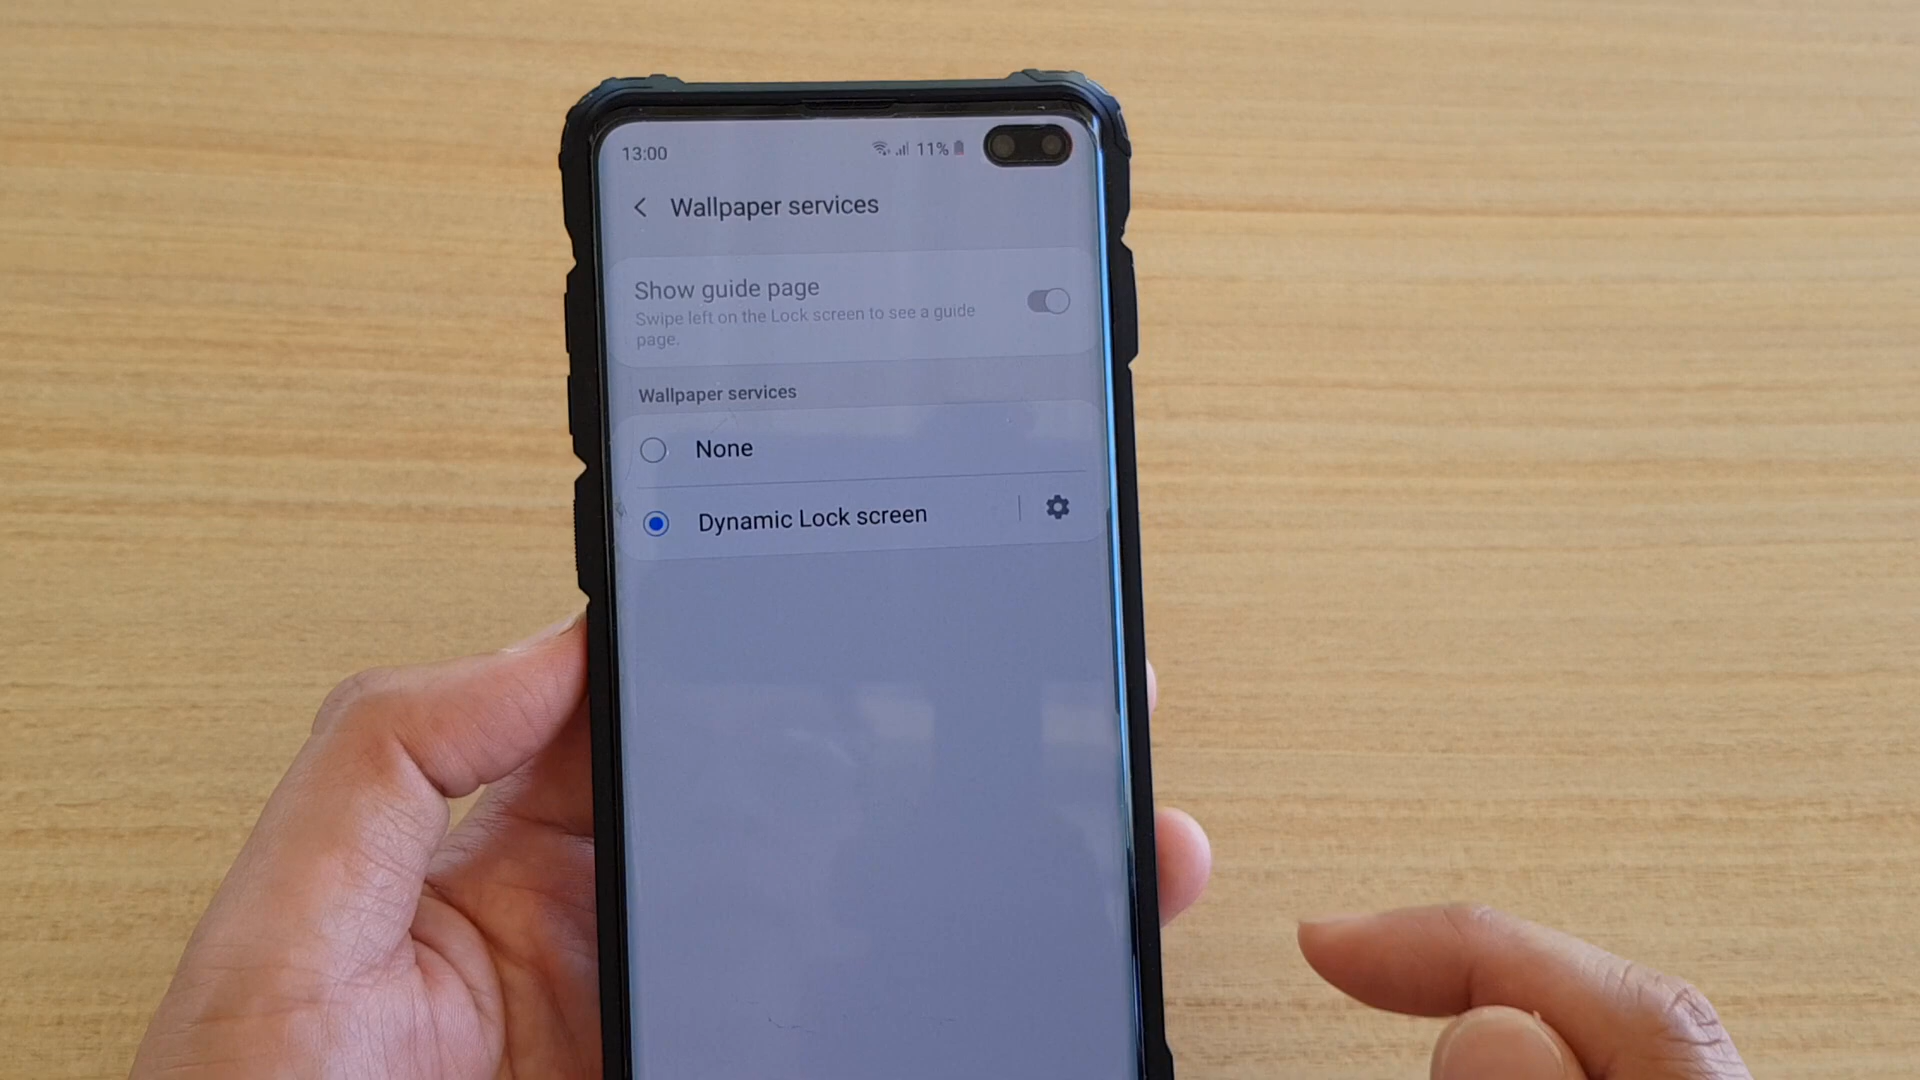 13:00 11%
Wallpaper services
Show guide page
Swipe left on the Lock screen to see a guide
page.
Wallpaper services
None
Dynamic Lock screen